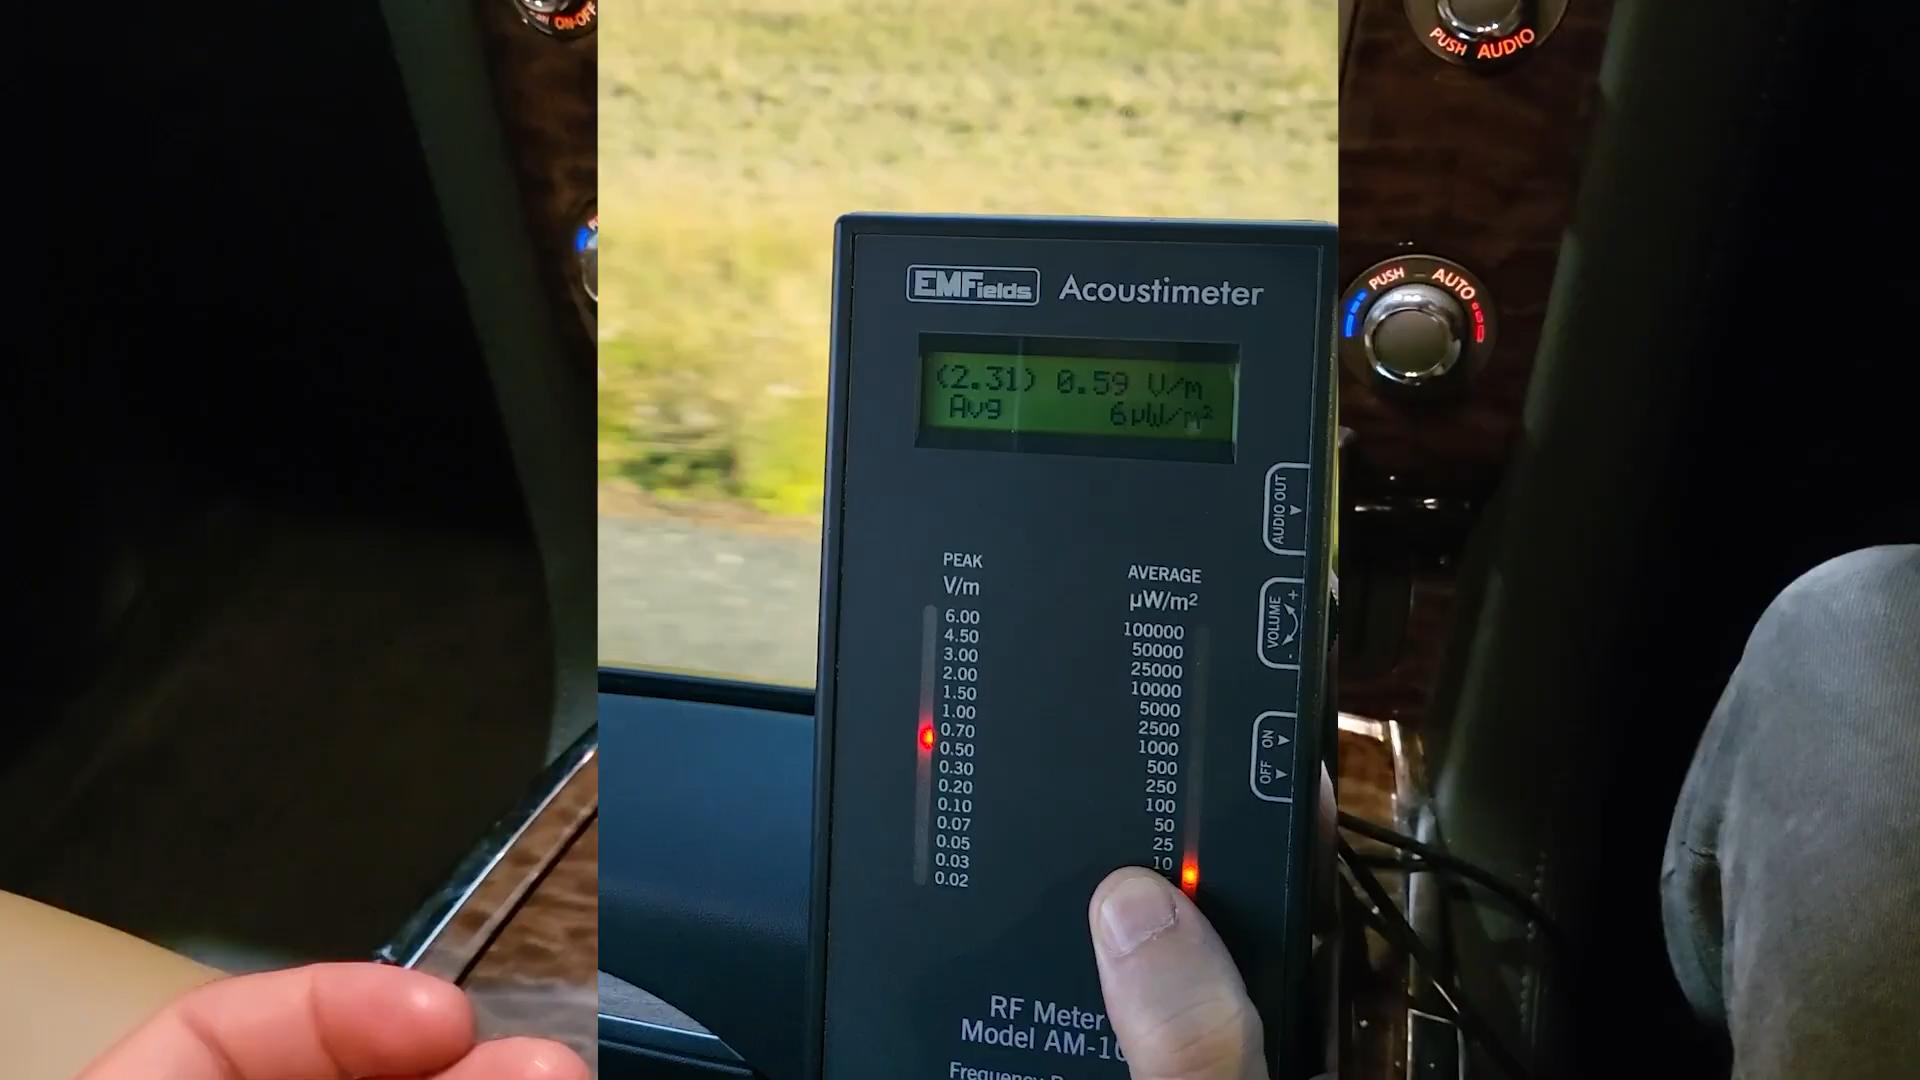 ON-OFF
PUSH AUDIO
PUSH AUTO
EMFields Acoustimeter
(2.31) 0.59 V/m
Avg 6µW/m²
AUDIO OUT
VOLUME
- +
OFF ON
PEAK
V/m
6.00
4.50
3.00
2.00
1.50
1.00
0.70
0.50
0.30
0.20
0.10
0.07
0.05
0.03
0.02
AVERAGE
µW/m²
100000
50000
25000
10000
5000
2500
1000
500
250
100
50
25
10
RF Meter
Model AM-1
Frequency